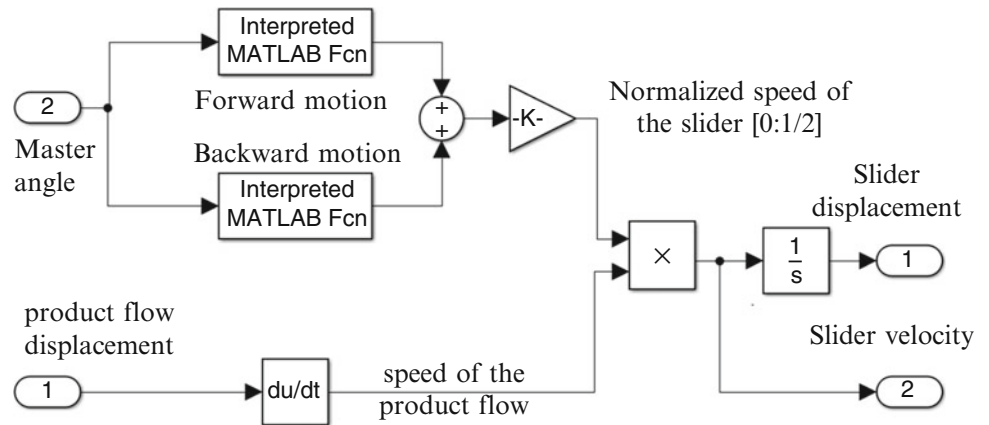 Interpreted
MATLAB Fcn
Forward motion
2
Master
angle
+
+
-K-
Normalized speed of
the slider [0:1/2]
Backward motion
Interpreted
MATLAB Fcn
Slider
displacement
×
1
s
1
product flow
displacement
1
du/dt
speed of the
product flow
Slider velocity
2